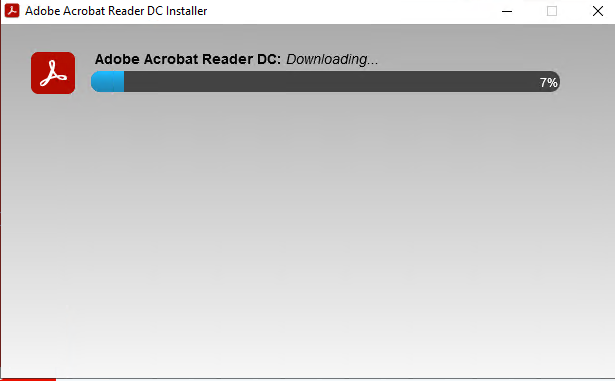 Adobe Acrobat Reader DC Installer
Adobe Acrobat Reader DC: Downloading...
7%